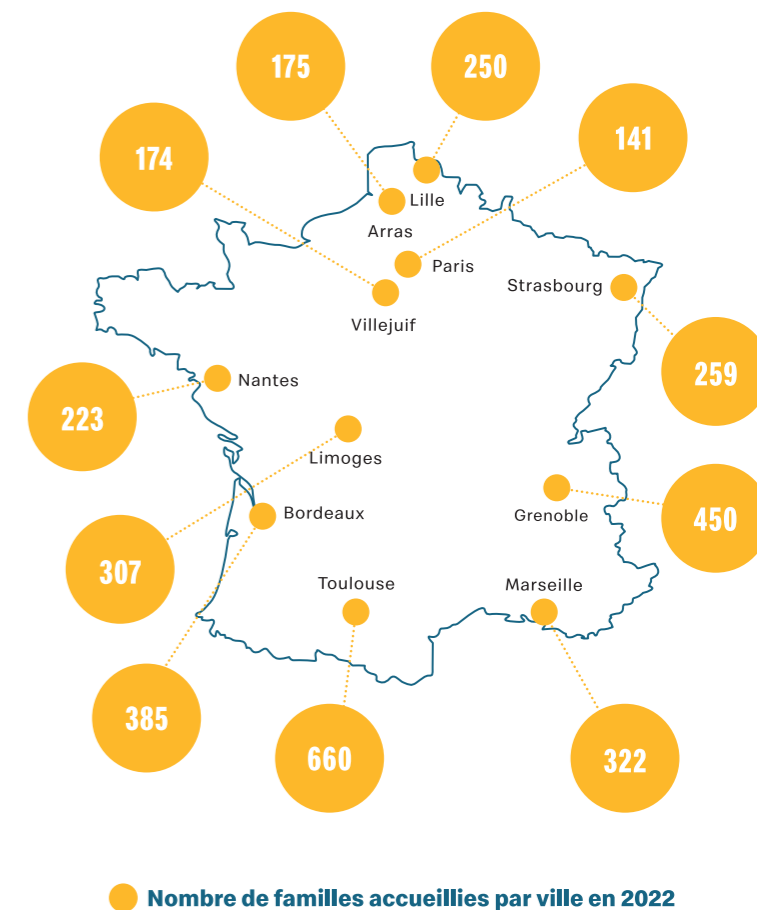 175
250
141
174
Lille
Arras
Paris
Strasbourg
Villejuif
259
Nantes
223
Limoges
450
Bordeaux
Grenoble
307
Toulouse
Marseille
385
660
322
Nombre de familles accueillies par ville en 2022